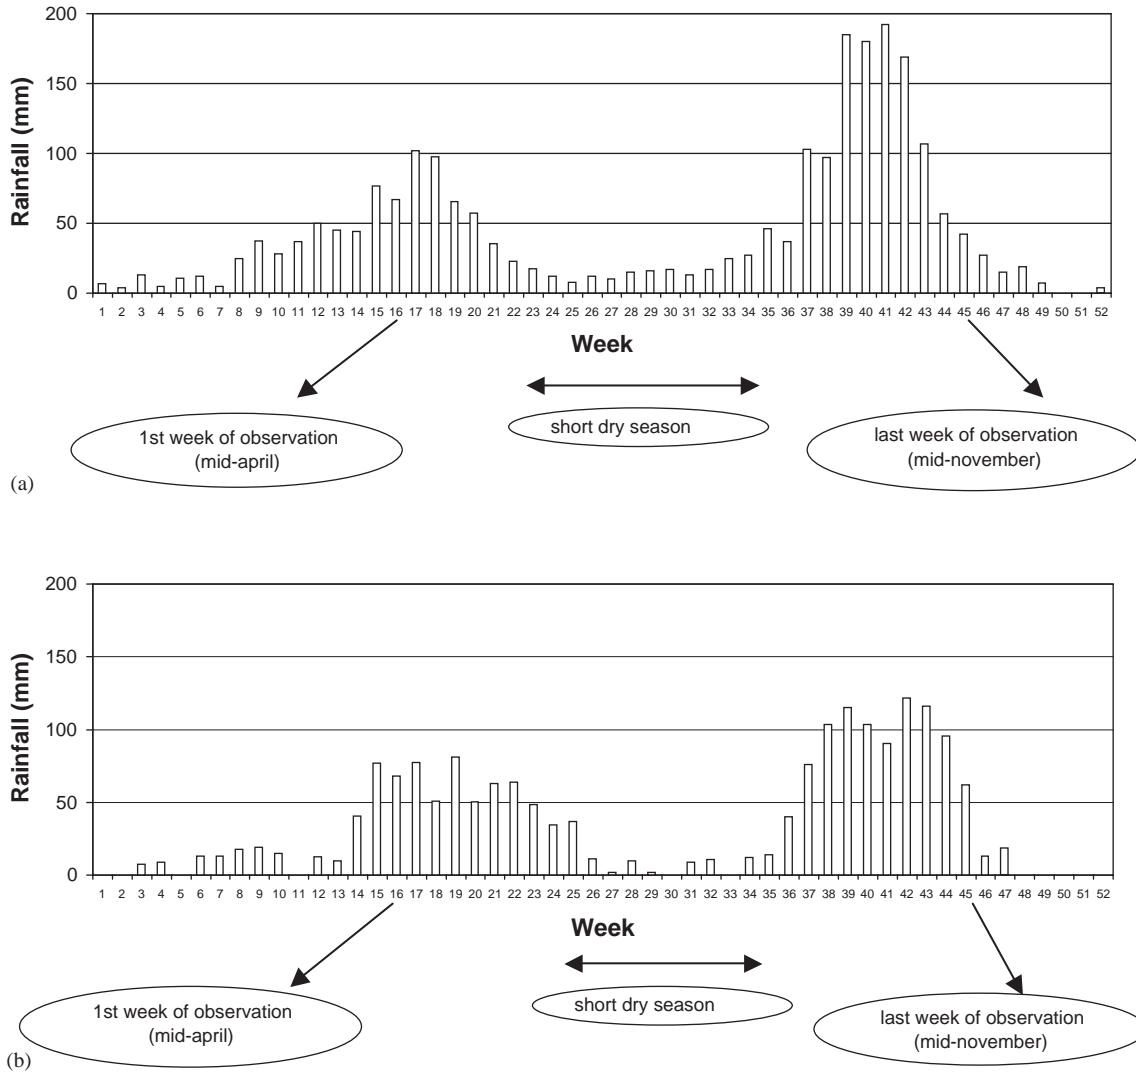 200
150
100
50
0
Rainfall (mm)
1 2 3 4 5 6 7 8 9 10 11 12 13 14 15 16 17 18 19 20 21 22 23 24 25 26 27 28 29 30 31 32 33 34 35 36 37 38 39 40 41 42 43 44 45 46 47 48 49 50 51 52
Week
1st week of observation
(mid-april)
short dry season
last week of observation
(mid-november)
(a)
200
150
100
50
0
Rainfall (mm)
1 2 3 4 5 6 7 8 9 10 11 12 13 14 15 16 17 18 19 20 21 22 23 24 25 26 27 28 29 30 31 32 33 34 35 36 37 38 39 40 41 42 43 44 45 46 47 48 49 50 51 52
Week
1st week of observation
(mid-april)
short dry season
last week of observation
(mid-november)
(b)